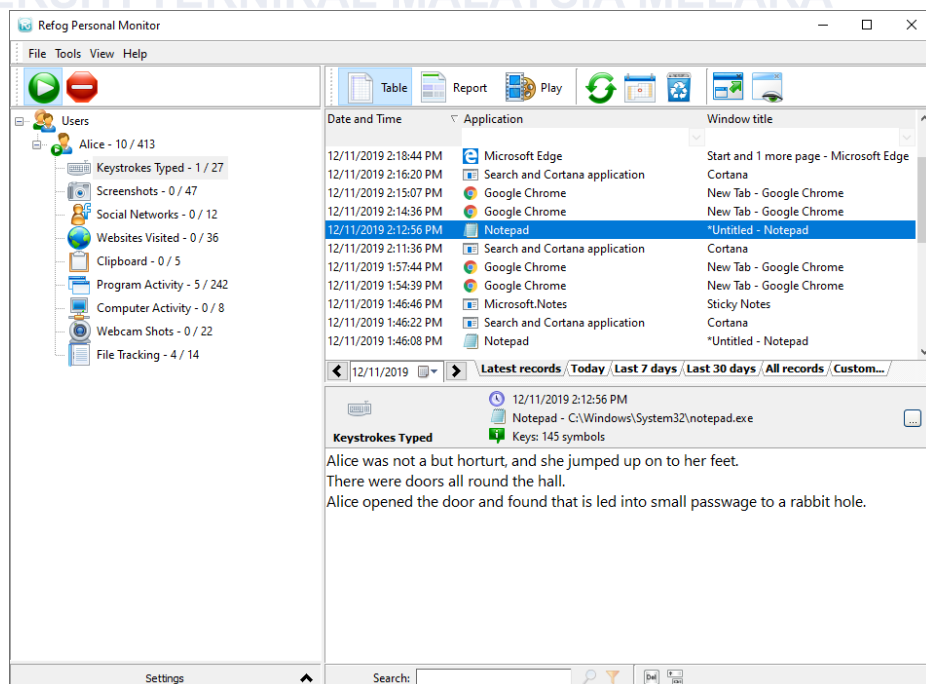 Refog Personal Monitor
File Tools View Help
Table Report Play
Users
Alice - 10 / 413
Keystrokes Typed - 1 / 27
Screenshots - 0 / 47
Social Networks - 0 / 12
Websites Visited - 0 / 36
Clipboard - 0 / 5
Program Activity - 5 / 242
Computer Activity - 0 / 8
Webcam Shots - 0 / 22
File Tracking - 4 / 14
Date and Time Application Window title
12/11/2019 2:18:44 PM Microsoft Edge Start and 1 more page - Microsoft Edge
12/11/2019 2:16:20 PM Search and Cortana application Cortana
12/11/2019 2:15:07 PM Google Chrome New Tab - Google Chrome
12/11/2019 2:14:36 PM Google Chrome New Tab - Google Chrome
12/11/2019 2:12:56 PM Notepad *Untitled - Notepad
12/11/2019 2:11:36 PM Search and Cortana application Cortana
12/11/2019 1:57:44 PM Google Chrome New Tab - Google Chrome
12/11/2019 1:54:39 PM Google Chrome New Tab - Google Chrome
12/11/2019 1:46:46 PM Microsoft.Notes Sticky Notes
12/11/2019 1:46:22 PM Search and Cortana application Cortana
12/11/2019 1:46:08 PM Notepad *Untitled - Notepad
12/11/2019 Latest records Today Last 7 days Last 30 days All records Custom...
12/11/2019 2:12:56 PM
Notepad - C:\Windows\System32\notepad.exe
...
Keystrokes Typed Keys: 145 symbols
Alice was not a but horturt, and she jumped up on to her feet.
There were doors all round the hall.
Alice opened the door and found that is led into small passwage to a rabbit hole.
Settings Search: Del Ctrl